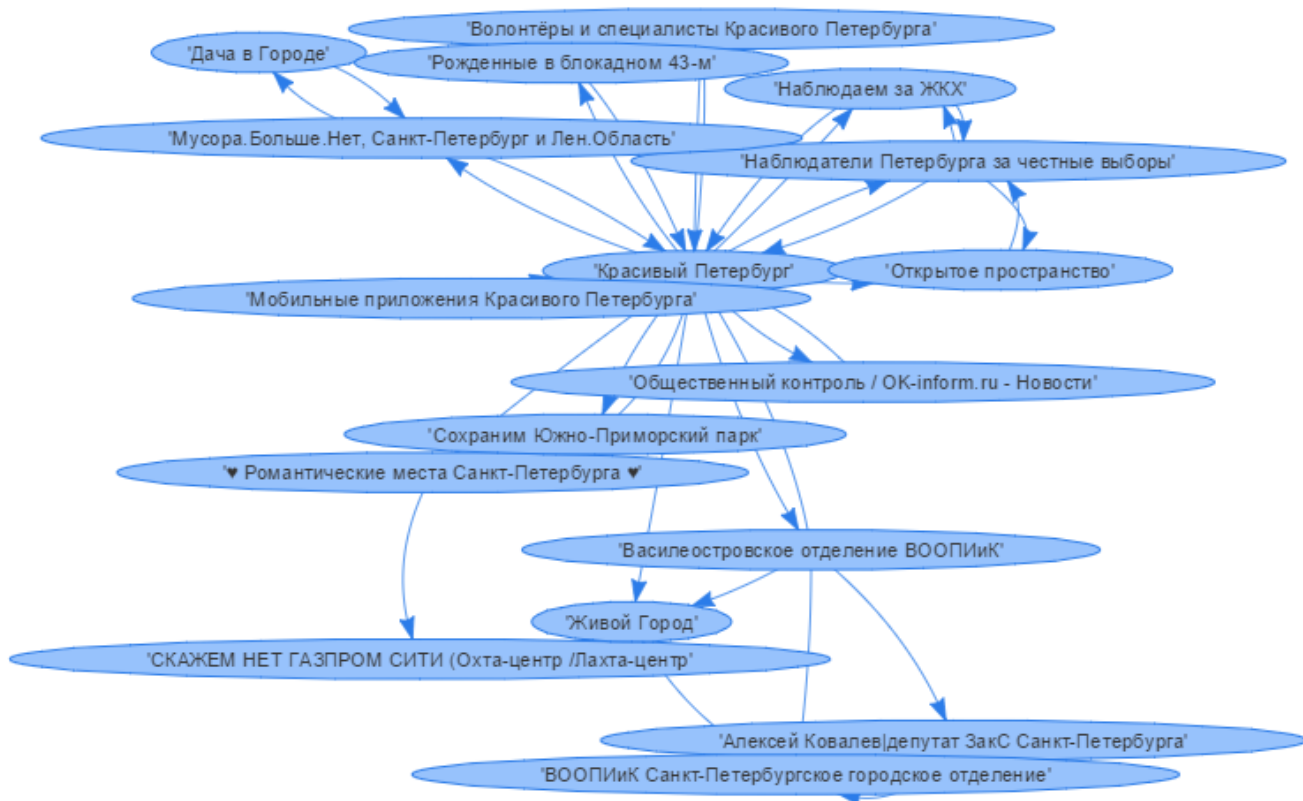 'Волонтёры и специалисты Красивого Петербурга'
'Дача в Городе'
'Рожденные в блокадном 43-м'
'Наблюдаем за ЖКХ'
'Мусора.Больше.Нет, Санкт-Петербург и Лен.Область'
'Наблюдатели Петербурга за честные выборы'
'Красивый Петербург'
'Открытое пространство'
'Мобильные приложения Красивого Петербурга'
'Общественный контроль / OK-inform.ru - Новости'
'Сохраним Южно-Приморский парк'
'♥ Романтические места Санкт-Петербурга ♥'
'Василеостровское отделение ВООПИиК'
'Живой Город'
'СКАЖЕМ НЕТ ГАЗПРОМ СИТИ (Охта-центр /Лахта-центр'
'Алексей Ковалев|депутат ЗакС Санкт-Петербурга'
'ВООПИиК Санкт-Петербургское городское отделение'